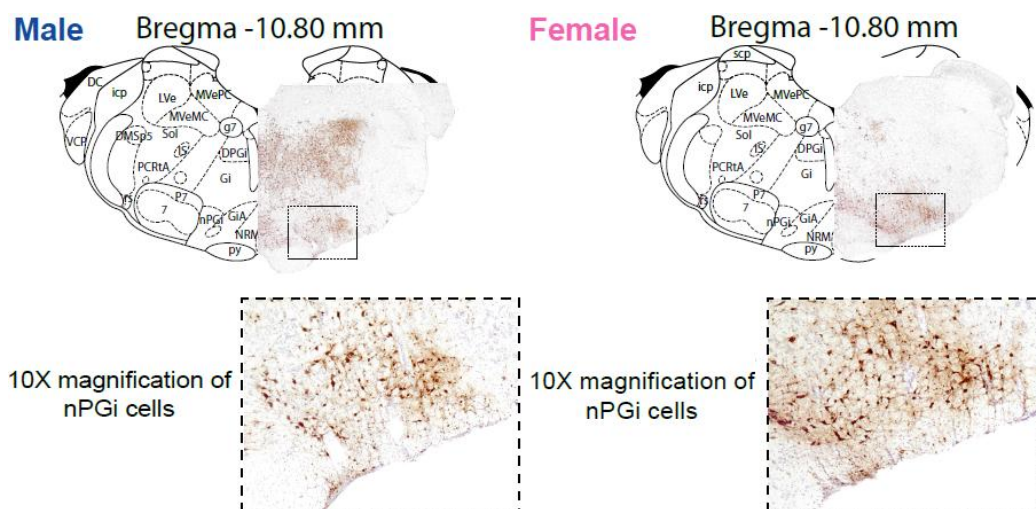 Male
Bregma -10.80 mm
DC
icp
LVe
MVePC
MVeMC
VCP
DMSp5
Sol
g7
IS
DPGi
PCRtA
Gi
P7
7
nPGi
GiA
NRM
py
Female
Bregma -10.80 mm
scp
icp
LVe
MVePC
MVeMC
Sol
g7
IS
DPGi
PCRtA
Gi
P7
7
nPGi
GiA
NRM
py
10X magnification of
nPGi cells
10X magnification of
nPGi cells